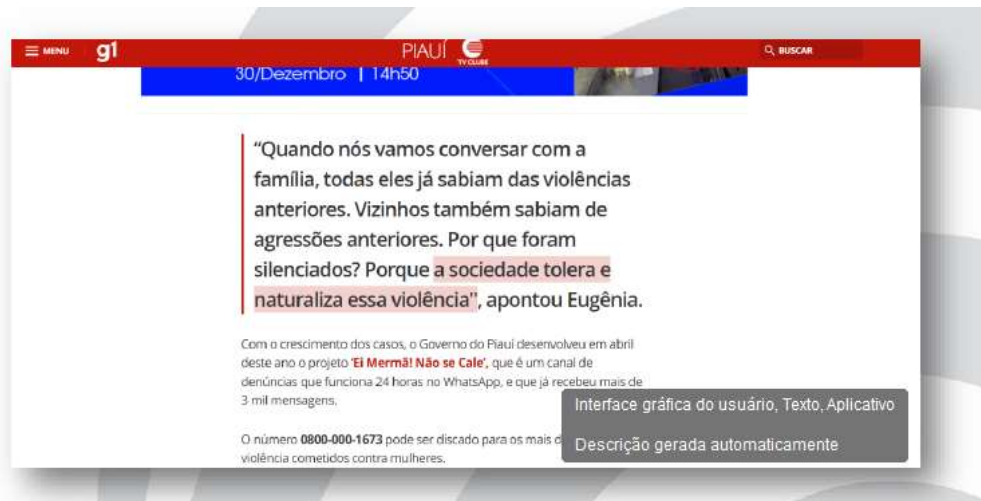 MENU g1 PIAUÍ TV CLUBE BUSCAR
30/Dezembro | 14h50
“Quando nós vamos conversar com a
família, todas eles já sabiam das violências
anteriores. Vizinhos também sabiam de
agressões anteriores. Por que foram
silenciados? Porque a sociedade tolera e
naturaliza essa violência", apontou Eugênia.
Com o crescimento dos casos, o Governo do Piauí desenvolveu em abril
deste ano o projeto 'Ei Mermã! Não se Cale', que é um canal de
denúncias que funciona 24 horas no WhatsApp, e que já recebeu mais de
3 mil mensagens.
O número 0800-000-1673 pode ser discado para os mais d
violência cometidos contra mulheres.
Interface gráfica do usuário, Texto, Aplicativo
Descrição gerada automaticamente